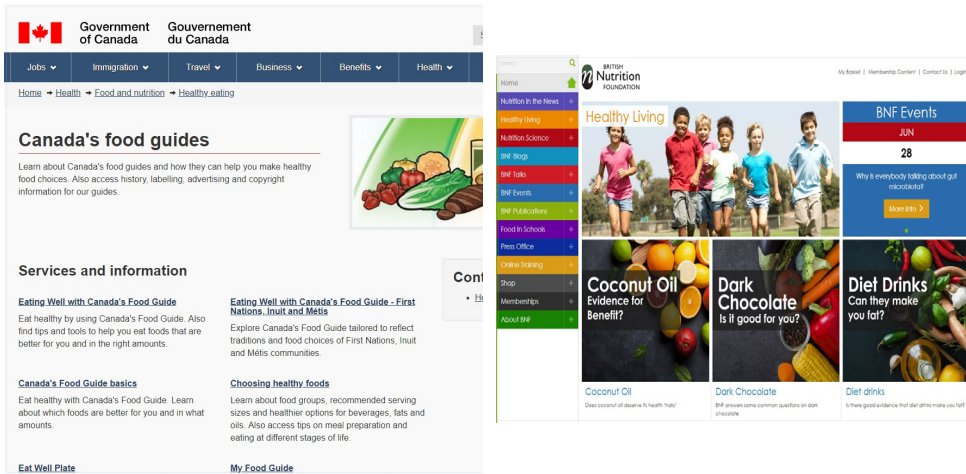 Government
of Canada
Gouvernement
du Canada
Jobs
Immigration
Travel
Business
Benefits
Health
Home ➔ Health ➔ Food and nutrition ➔ Healthy eating
Canada's food guides
Learn about Canada's food guides and how they can help you make healthy
food choices. Also access history, labelling, advertising and copyright
information for our guides.
Services and information
Eating Well with Canada's Food Guide
Eat healthy by using Canada's Food Guide. Also
find tips and tools to help you eat foods that are
better for you and in the right amounts.
Eating Well with Canada's Food Guide - First
Nations, Inuit and Métis
Explore Canada's Food Guide tailored to reflect
traditions and food choices of First Nations, Inuit
and Métis communities.
Canada's Food Guide basics
Eat healthy with Canada's Food Guide. Learn
about which foods are better for you and in what
amounts.
Choosing healthy foods
Learn about food groups, recommended serving
sizes and healthier options for beverages, fats and
oils. Also access tips on meal preparation and
eating at different stages of life.
Eat Well Plate
My Food Guide
Cont
Search
Home
Nutrition in the News +
Healthy Living +
Nutrition Science +
BNF Blogs
BNF Talks +
BNF Events +
BNF Publications +
Food In Schools +
Press Office +
Online Training +
Shop +
Memberships +
About BNF +
BRITISH
Nutrition
FOUNDATION
My Basket | Membership Content | Contact Us | Login
Healthy Living
BNF Events
JUN
28
Why is everybody talking about gut
microbiota?
More info >
Coconut Oil
Evidence for
Benefit?
Dark
Chocolate
Is it good for you?
Diet Drinks
Can they make
you fat?
Coconut Oil
Does coconut oil deserve its health 'halo'
Dark Chocolate
BNF answers some common questions on dark
chocolate
Diet drinks
Is there good evidence that diet drinks make you fat?